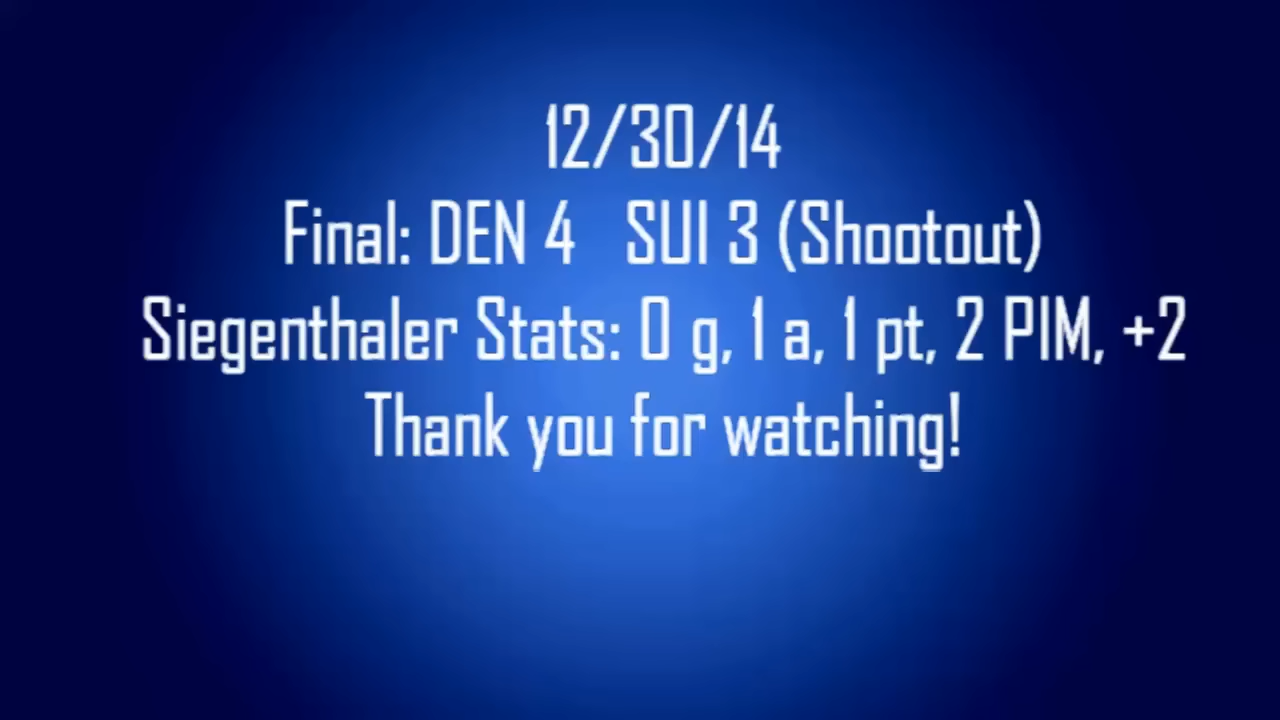 12/30/14
Final: DEN 4 SUI 3 (Shootout)
Siegenthaler Stats: 0 g, 1 a, 1 pt, 2 PIM, +2
Thank you for watching!